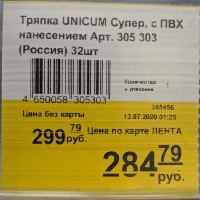 Тряпка UNICUM Супер, с ПВХ
нанесением Арт. 305 303
(Россия) 32шт
Количество
в упаковке 1
4 650058 305303
385456
Цена без карты 13.07.2020 01:25
299 79 руб.
Цена по карте ЛЕНТА
284 79 руб.